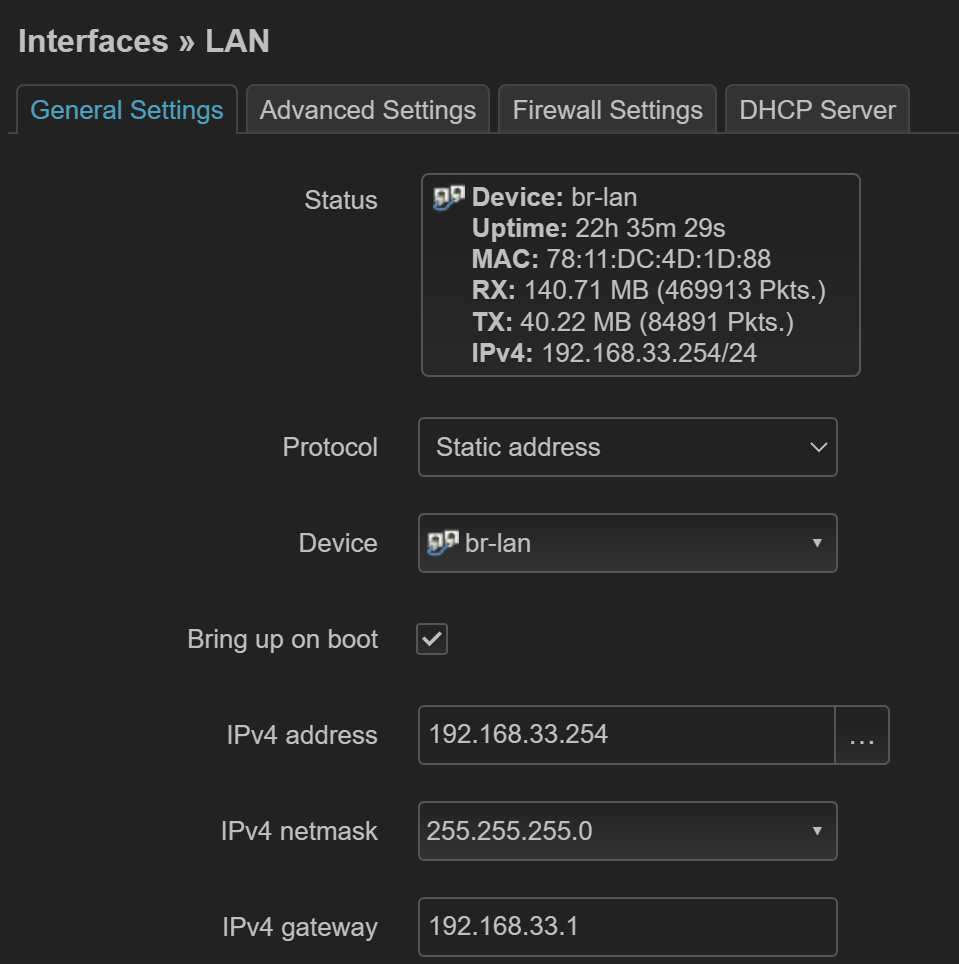 Interfaces » LAN
General Settings
Advanced Settings
Firewall Settings
DHCP Server
Status
Device: br-lan
Uptime: 22h 35m 29s
MAC: 78:11:DC:4D:1D:88
RX: 140.71 MB (469913 Pkts.)
TX: 40.22 MB (84891 Pkts.)
IPv4: 192.168.33.254/24
Protocol
Static address
Device
br-lan
Bring up on boot
IPv4 address
192.168.33.254
...
IPv4 netmask
255.255.255.0
IPv4 gateway
192.168.33.1